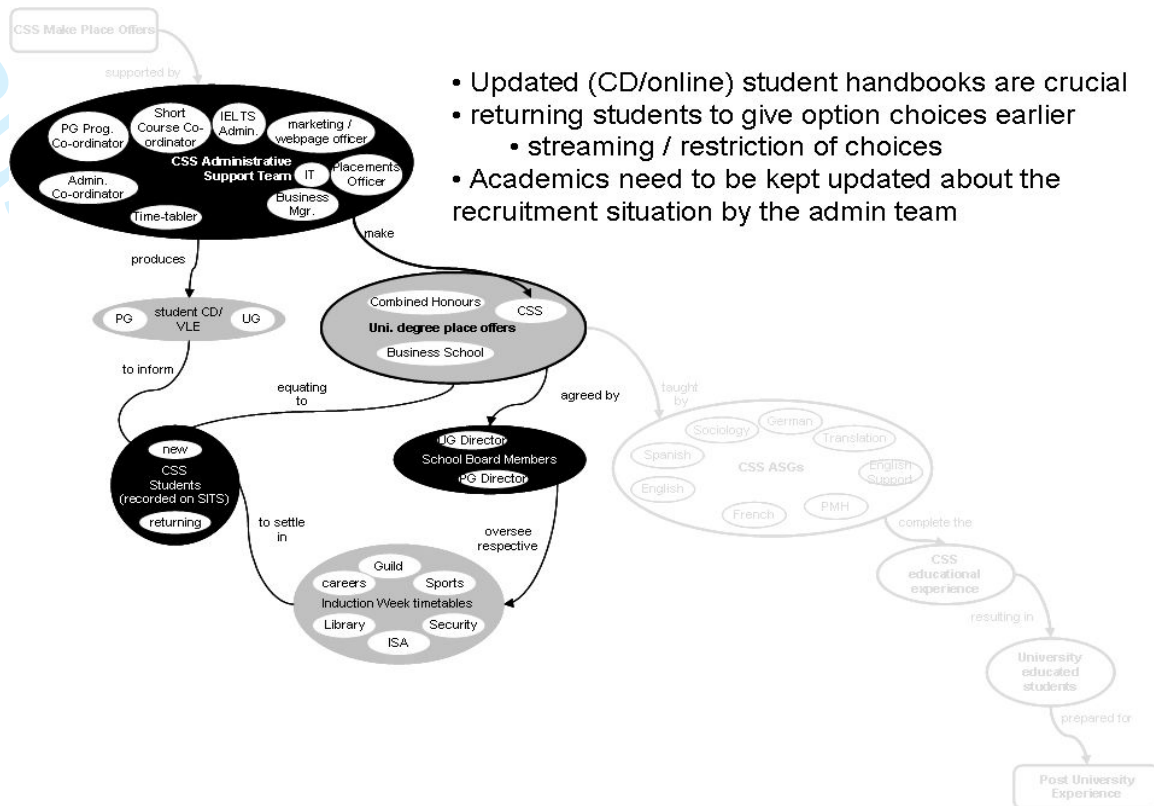 CSS Make Place Offers
supported by
• Updated (CD/online) student handbooks are crucial
• returning students to give option choices earlier
• streaming / restriction of choices
• Academics need to be kept updated about the
recruitment situation by the admin team
PG Prog.
Co-ordinator
Short
Course Co-
ordinator
IELTS
Admin.
marketing /
webpage officer
CSS Administrative
Support Team
IT
Placements
Officer
Admin.
Co-ordinator
Business
Mgr.
Time-tabler
produces
make
PG
student CD/
VLE
UG
Combined Honours
CSS
Uni. degree place offers
Business School
to inform
equating
to
agreed by
taught
by
new
CSS
Students
(recorded on SITS)
returning
UG Director
School Board Members
PG Director
Sociology
German
Translation
Spanish
CSS ASGs
English
Support
English
French
PMH
to settle
in
oversee
respective
complete the
Guild
careers
Sports
Induction Week timetables
Library
Security
ISA
CSS
educational
experience
resulting in
University
educated
students
prepared for
Post University
Experience